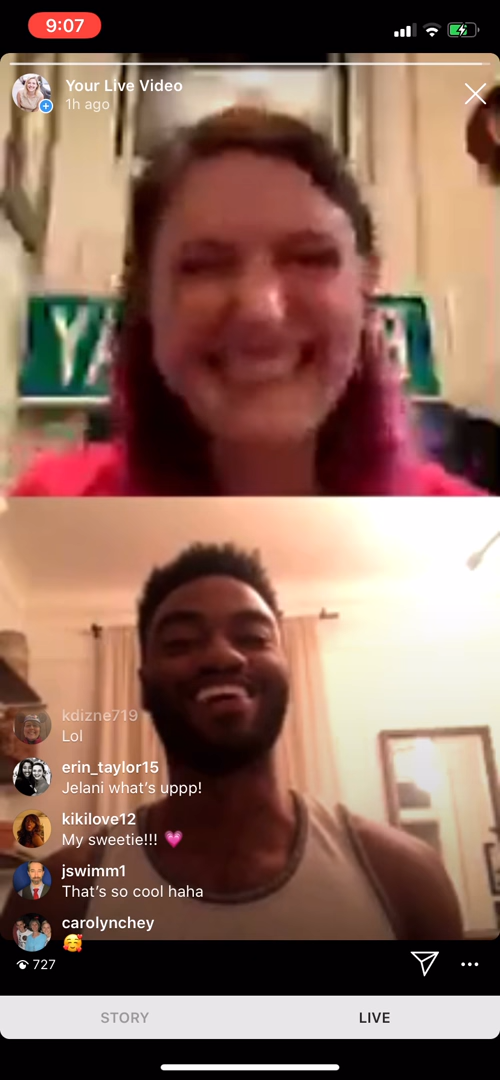 9:07
Your Live Video
1h ago
YA
kdizne719
Lol
erin_taylor15
Jelani what's uppp!
kikilove12
My sweetie!!! 💗
jswimm1
That's so cool haha
carolynchey
🥰
727
STORY
LIVE